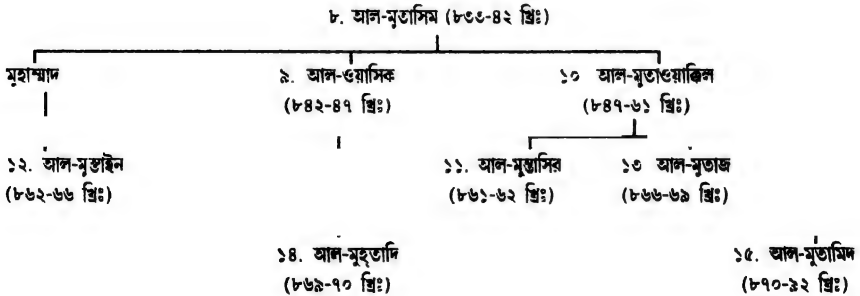 ৮. আল-মুতাসিম (৮৩৩-৪২ খ্রিঃ)
মুহাম্মাদ ৯. আল-ওয়াসিক ১০ আল-মুতাওয়াক্কিল
(৮৪২-৪৭ খ্রিঃ) (৮৪৭-৬১ খ্রিঃ)
১২. আল-মুস্তাইন ১১. আল-মুন্তাসির ১৩ আল-মুতাজ
(৮৬২-৬৬ খ্রিঃ) (৮৬১-৬২ খ্রিঃ) (৮৬৬-৬৯ খ্রিঃ)
১৪. আল-মুহ্‌তাদি ১৫. আল-মুতামিদ
(৮৬৯-৭০ খ্রিঃ) (৮৭০-৯২ খ্রিঃ)